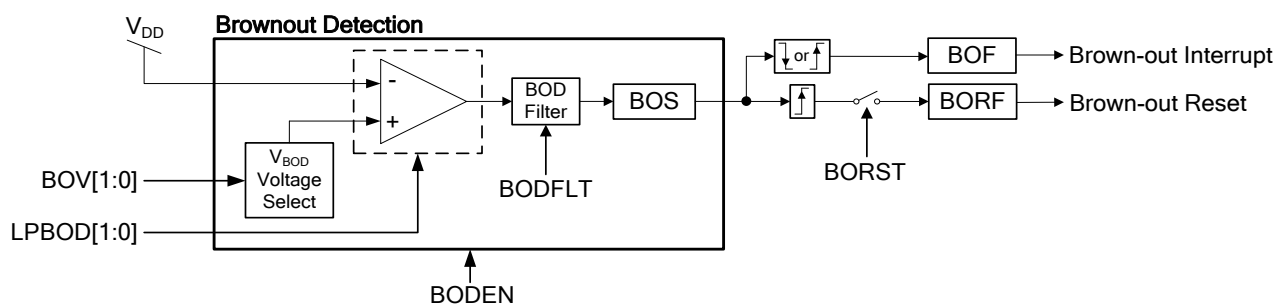 Brownout Detection
VDD
or
BOF
Brown-out Interrupt
-
BOD
Filter
BOS
BORF
Brown-out Reset
+
VBOD
Voltage
Select
BOV[1:0]
BODFLT
BORST
LPBOD[1:0]
BODEN